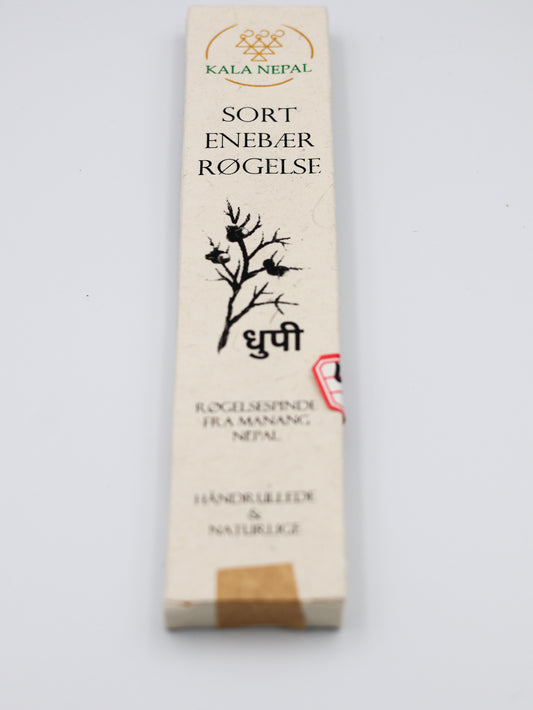 KALA NEPAL
SORT
ENEBÆR
RØGELSE
धुपी
RØGELSESPINDE
FRA MANANG
NEPAL
HÅNDRULLEDE
&
NATURLIGE